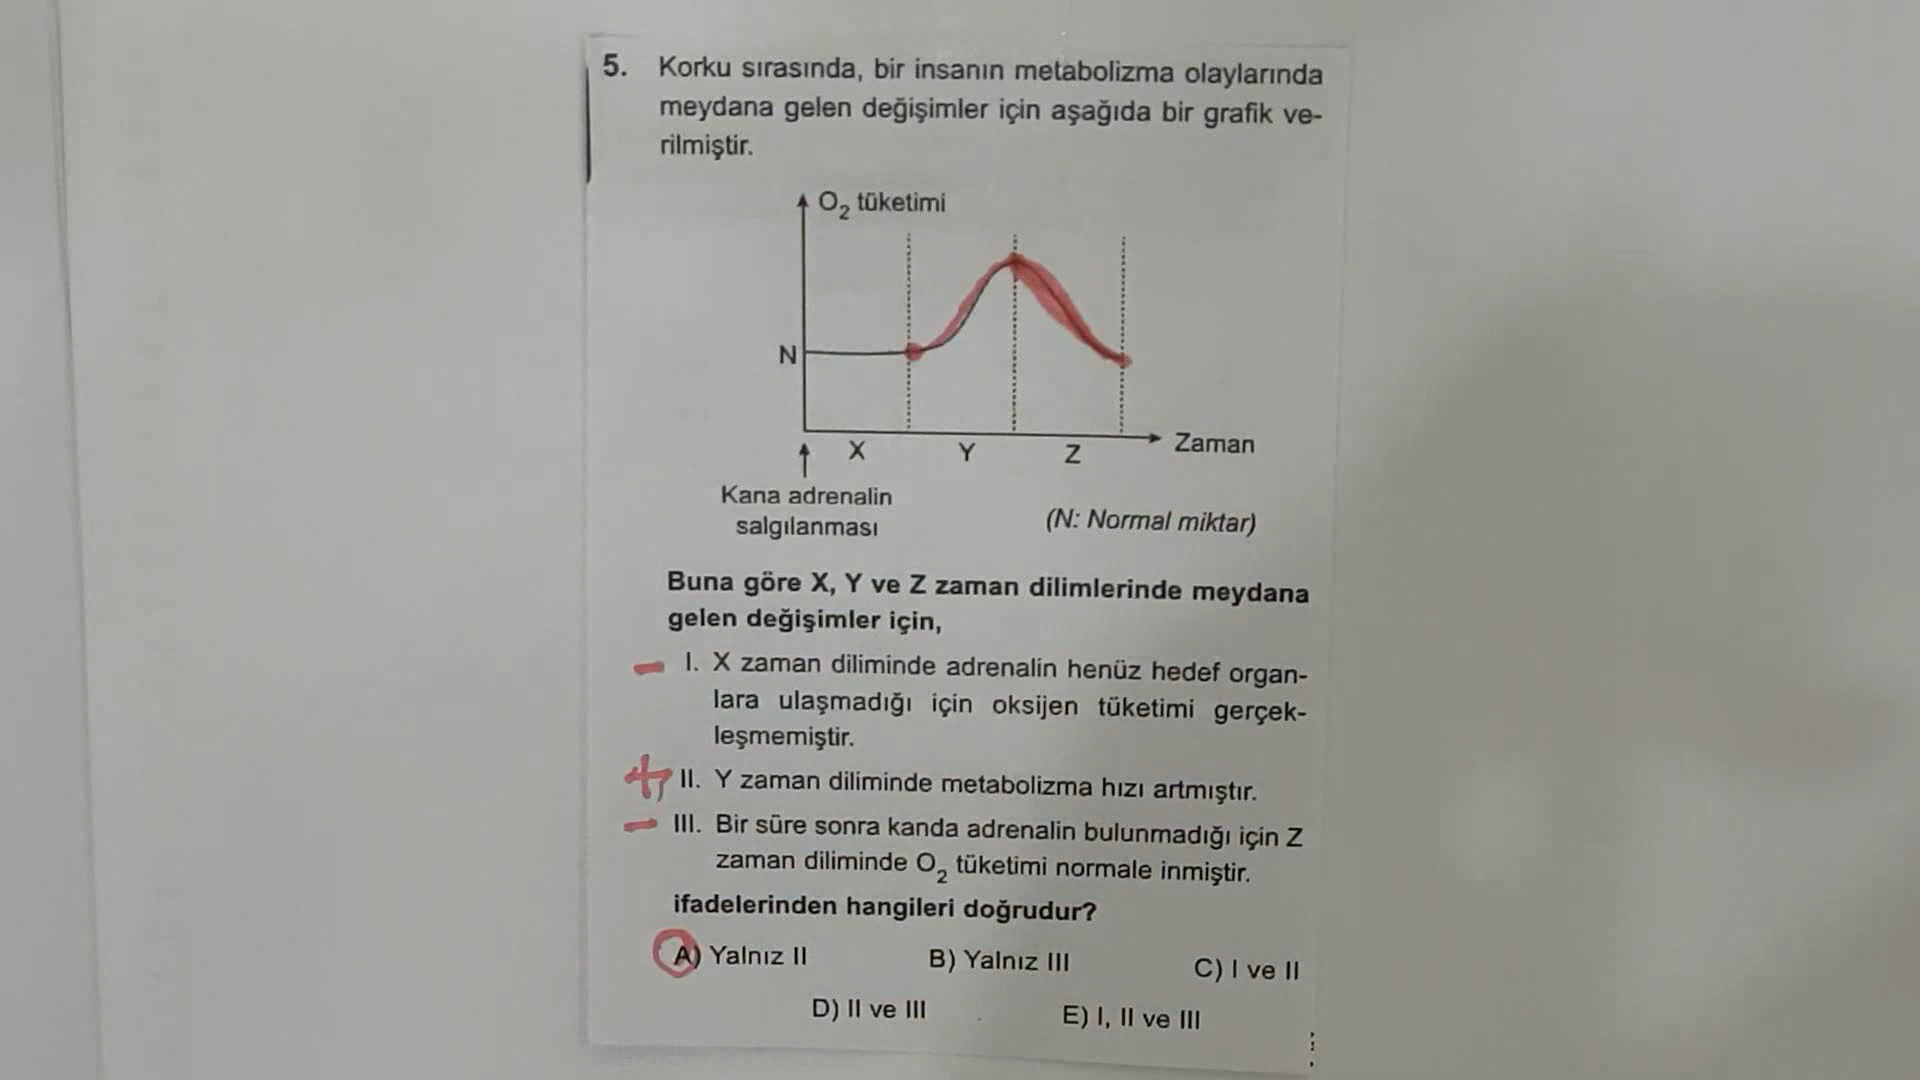 5. Korku sırasında, bir insanın metabolizma olaylarında
meydana gelen değişimler için aşağıda bir grafik ve-
rilmiştir.
O₂ tüketimi
N
X
Y
Z
Zaman
Kana adrenalin
salgılanması
(N: Normal miktar)
Buna göre X, Y ve Z zaman dilimlerinde meydana
gelen değişimler için,
I. X zaman diliminde adrenalin henüz hedef organ-
lara ulaşmadığı için oksijen tüketimi gerçek-
leşmemiştir.
II. Y zaman diliminde metabolizma hızı artmıştır.
III. Bir süre sonra kanda adrenalin bulunmadığı için Z
zaman diliminde O₂ tüketimi normale inmiştir.
ifadelerinden hangileri doğrudur?
A) Yalnız II B) Yalnız III C) I ve II
D) II ve III E) I, II ve III